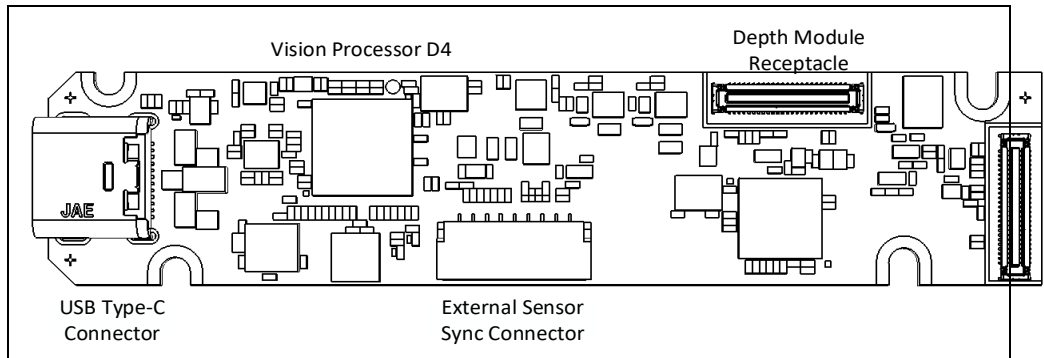 Vision Processor D4
Depth Module
Receptacle
JAE
USB Type-C
Connector
External Sensor
Sync Connector